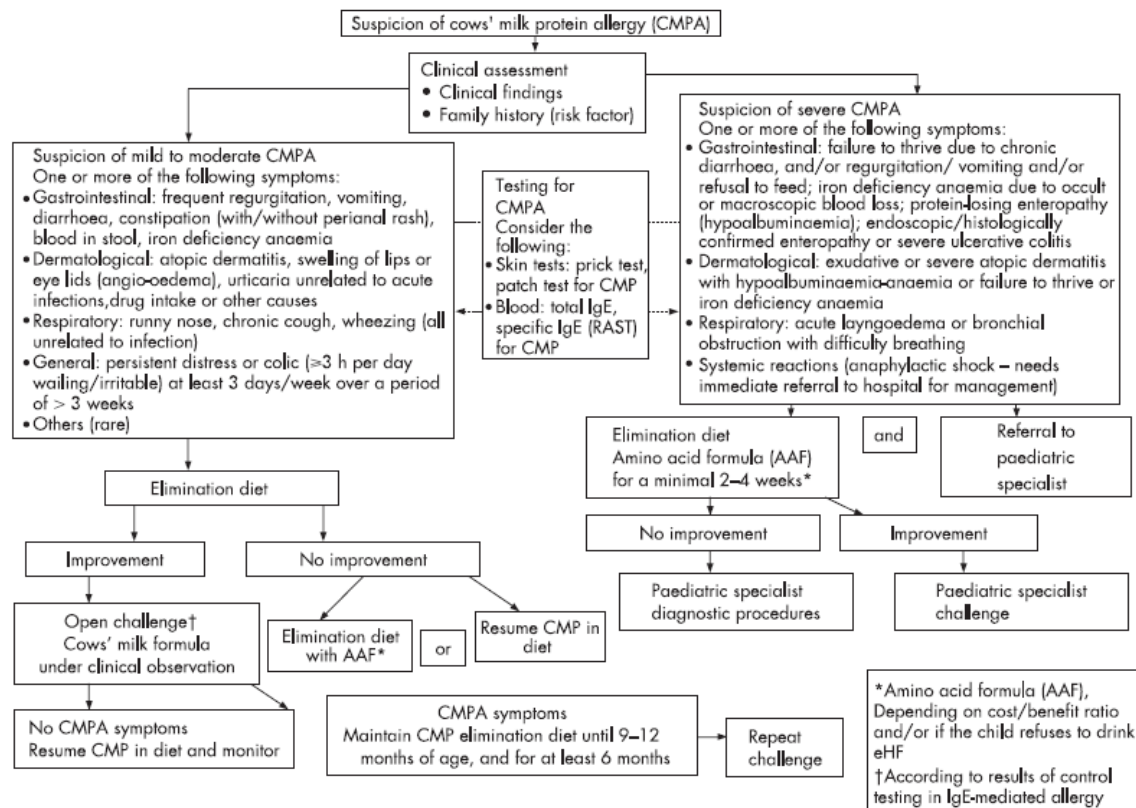 Suspicion of cows' milk protein allergy (CMPA)
Clinical assessment
• Clinical findings
• Family history (risk factor)
Suspicion of mild to moderate CMPA
One or more of the following symptoms:
• Gastrointestinal: frequent regurgitation, vomiting,
diarrhoea, constipation (with/without perianal rash),
blood in stool, iron deficiency anaemia
• Dermatological: atopic dermatitis, swelling of lips or
eye lids (angio-oedema), urticaria unrelated to acute
infections,drug intake or other causes
• Respiratory: runny nose, chronic cough, wheezing (all
unrelated to infection)
• General: persistent distress or colic (≥3 h per day
wailing/irritable) at least 3 days/week over a period
of > 3 weeks
• Others (rare)
Testing for
CMPA
Consider the
following:
• Skin tests: prick test,
patch test for CMP
• Blood: total IgE,
specific IgE (RAST)
for CMP
Suspicion of severe CMPA
One or more of the following symptoms:
• Gastrointestinal: failure to thrive due to chronic
diarrhoea, and/or regurgitation/ vomiting and/or
refusal to feed; iron deficiency anaemia due to occult
or macroscopic blood loss; protein-losing enteropathy
(hypoalbuminaemia); endoscopic/histologically
confirmed enteropathy or severe ulcerative colitis
• Dermatological: exudative or severe atopic dermatitis
with hypoalbuminaemia-anaemia or failure to thrive or
iron deficiency anaemia
• Respiratory: acute layngoedema or bronchial
obstruction with difficulty breathing
• Systemic reactions (anaphylactic shock – needs
immediate referral to hospital for management)
Elimination diet
Improvement
No improvement
Open challenge†
Cows' milk formula
under clinical observation
Elimination diet
with AAF*
or
Resume CMP in
diet
No CMPA symptoms
Resume CMP in diet and monitor
CMPA symptoms
Maintain CMP elimination diet until 9–12
months of age, and for at least 6 months
Repeat
challenge
Elimination diet
Amino acid formula (AAF)
for a minimal 2–4 weeks*
and
Referral to
paediatric
specialist
No improvement
Improvement
Paediatric specialist
diagnostic procedures
Paediatric specialist
challenge
*Amino acid formula (AAF),
Depending on cost/benefit ratio
and/or if the child refuses to drink
eHF
†According to results of control
testing in IgE-mediated allergy